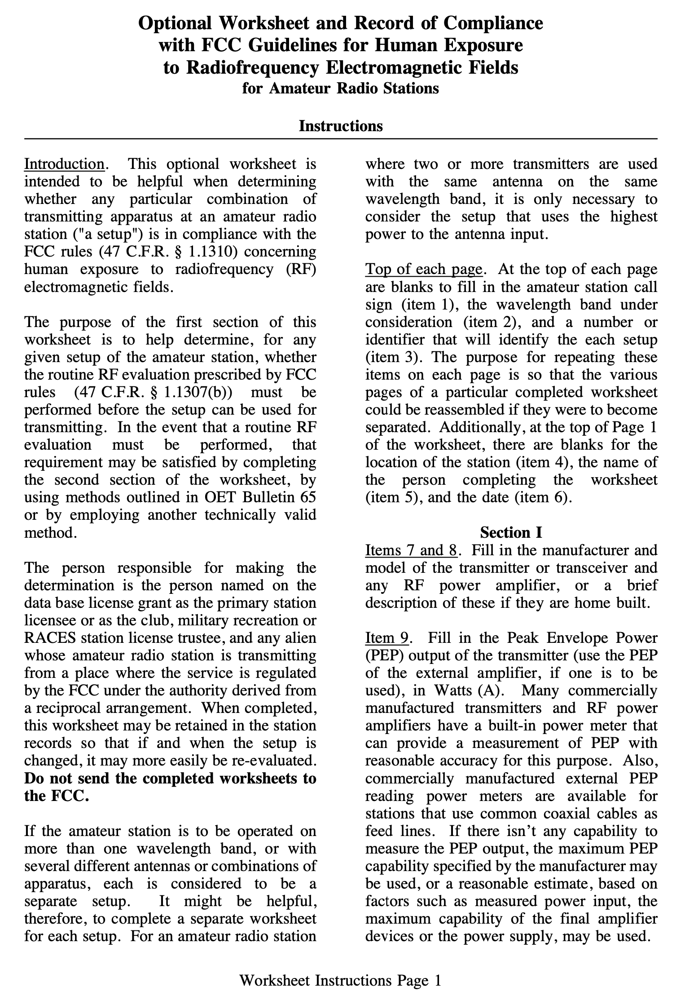 Optional Worksheet and Record of Compliance
with FCC Guidelines for Human Exposure
to Radiofrequency Electromagnetic Fields
for Amateur Radio Stations
Instructions
Introduction. This optional worksheet is
intended to be helpful when determining
whether any particular combination of
transmitting apparatus at an amateur radio
station ("a setup") is in compliance with the
FCC rules (47 C.F.R. § 1.1310) concerning
human exposure to radiofrequency (RF)
electromagnetic fields.
The purpose of the first section of this
worksheet is to help determine, for any
given setup of the amateur station, whether
the routine RF evaluation prescribed by FCC
rules (47 C.F.R. § 1.1307(b)) must be
performed before the setup can be used for
transmitting. In the event that a routine RF
evaluation must be performed, that
requirement may be satisfied by completing
the second section of the worksheet, by
using methods outlined in OET Bulletin 65
or by employing another technically valid
method.
The person responsible for making the
determination is the person named on the
data base license grant as the primary station
licensee or as the club, military recreation or
RACES station license trustee, and any alien
whose amateur radio station is transmitting
from a place where the service is regulated
by the FCC under the authority derived from
a reciprocal arrangement. When completed,
this worksheet may be retained in the station
records so that if and when the setup is
changed, it may more easily be re-evaluated.
Do not send the completed worksheets to
the FCC.
If the amateur station is to be operated on
more than one wavelength band, or with
several different antennas or combinations of
apparatus, each is considered to be a
separate setup. It might be helpful,
therefore, to complete a separate worksheet
for each setup. For an amateur radio station
where two or more transmitters are used
with the same antenna on the same
wavelength band, it is only necessary to
consider the setup that uses the highest
power to the antenna input.
Top of each page. At the top of each page
are blanks to fill in the amateur station call
sign (item 1), the wavelength band under
consideration (item 2), and a number or
identifier that will identify the each setup
(item 3). The purpose for repeating these
items on each page is so that the various
pages of a particular completed worksheet
could be reassembled if they were to become
separated. Additionally, at the top of Page 1
of the worksheet, there are blanks for the
location of the station (item 4), the name of
the person completing the worksheet
(item 5), and the date (item 6).
Section I
Items 7 and 8. Fill in the manufacturer and
model of the transmitter or transceiver and
any RF power amplifier, or a brief
description of these if they are home built.
Item 9. Fill in the Peak Envelope Power
(PEP) output of the transmitter (use the PEP
of the external amplifier, if one is to be
used), in Watts (A). Many commercially
manufactured transmitters and RF power
amplifiers have a built-in power meter that
can provide a measurement of PEP with
reasonable accuracy for this purpose. Also,
commercially manufactured external PEP
reading power meters are available for
stations that use common coaxial cables as
feed lines. If there isn't any capability to
measure the PEP output, the maximum PEP
capability specified by the manufacturer may
be used, or a reasonable estimate, based on
factors such as measured power input, the
maximum capability of the final amplifier
devices or the power supply, may be used.
Worksheet Instructions Page 1